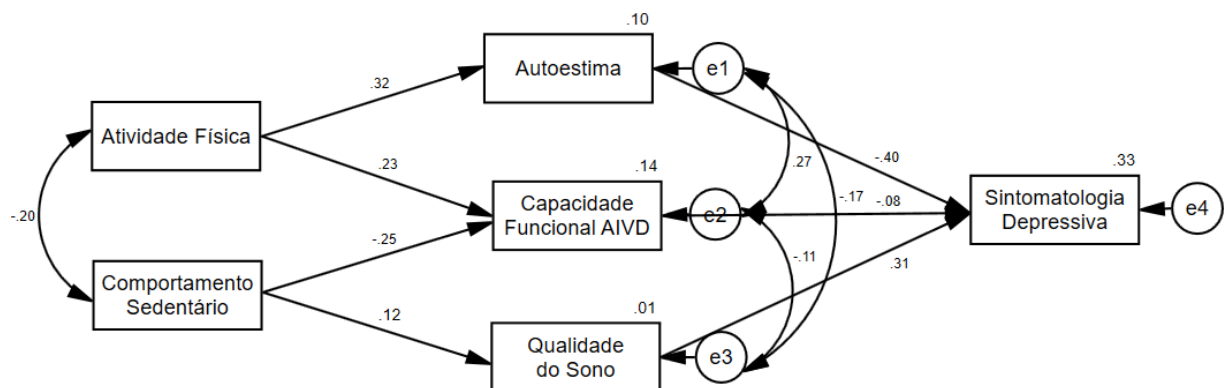 .10
Autoestima
e1
.32
Atividade Física
.23
.27
-.40
.14
.33
-.20
Capacidade
Funcional AIVD
e2
-.17
-.08
Sintomatologia
Depressiva
e4
-.25
Comportamento
Sedentário
-.11
.31
.12
.01
Qualidade
do Sono
e3